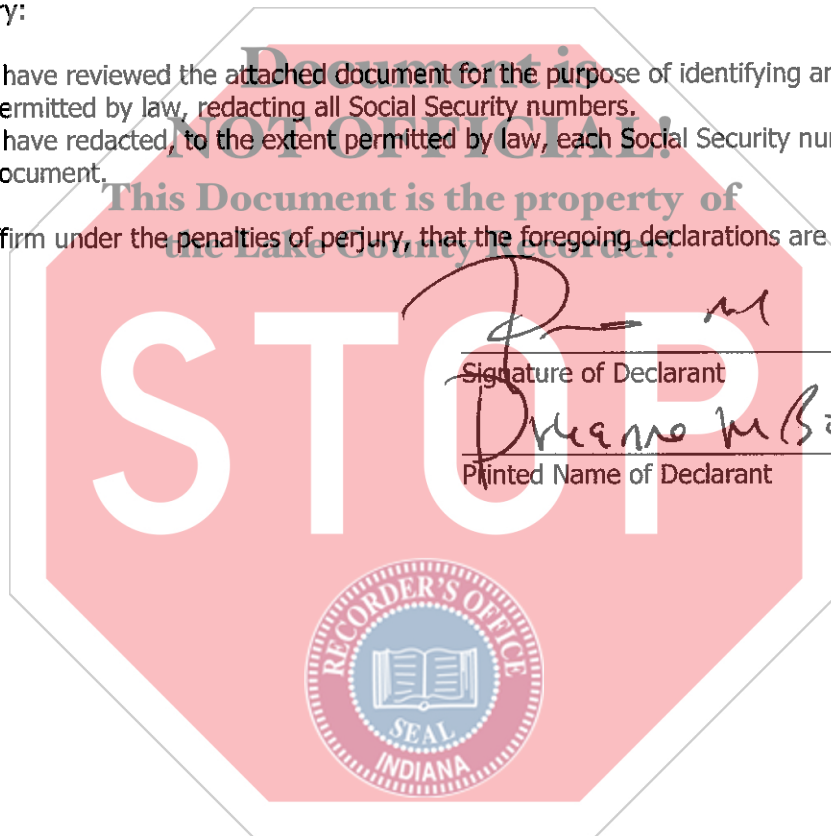 ry:
Document is
have reviewed the attached document for the purpose of identifying an
ermitted by law, redacting all Social Security numbers.
NOT OFFICIAL!
have redacted, to the extent permitted by law, each Social Security nu
ocument.
This Document is the property of
firm under the penalties of perjury, that the foregoing declarations are
the Lake County Recorder!
STOP
Signature of Declarant
Printed Name of Declarant
RECORDER'S OFFICE
SEAL
INDIANA